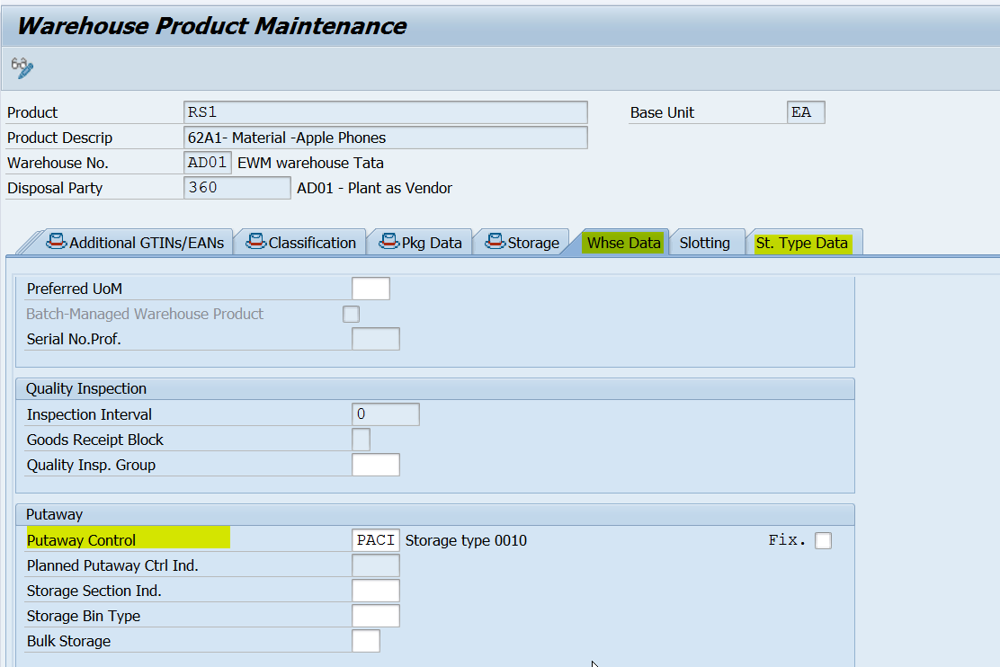 Warehouse Product Maintenance
Product RS1 Base Unit EA
Product Descrip 62A1- Material -Apple Phones
Warehouse No. AD01 EWM warehouse Tata
Disposal Party 360 AD01 - Plant as Vendor
Additional GTINs/EANs Classification Pkg Data Storage Whse Data Slotting St. Type Data
Preferred UoM
Batch-Managed Warehouse Product
Serial No.Prof.
Quality Inspection
Inspection Interval 0
Goods Receipt Block
Quality Insp. Group
Putaway
Putaway Control PACI Storage type 0010 Fix.
Planned Putaway Ctrl Ind.
Storage Section Ind.
Storage Bin Type
Bulk Storage